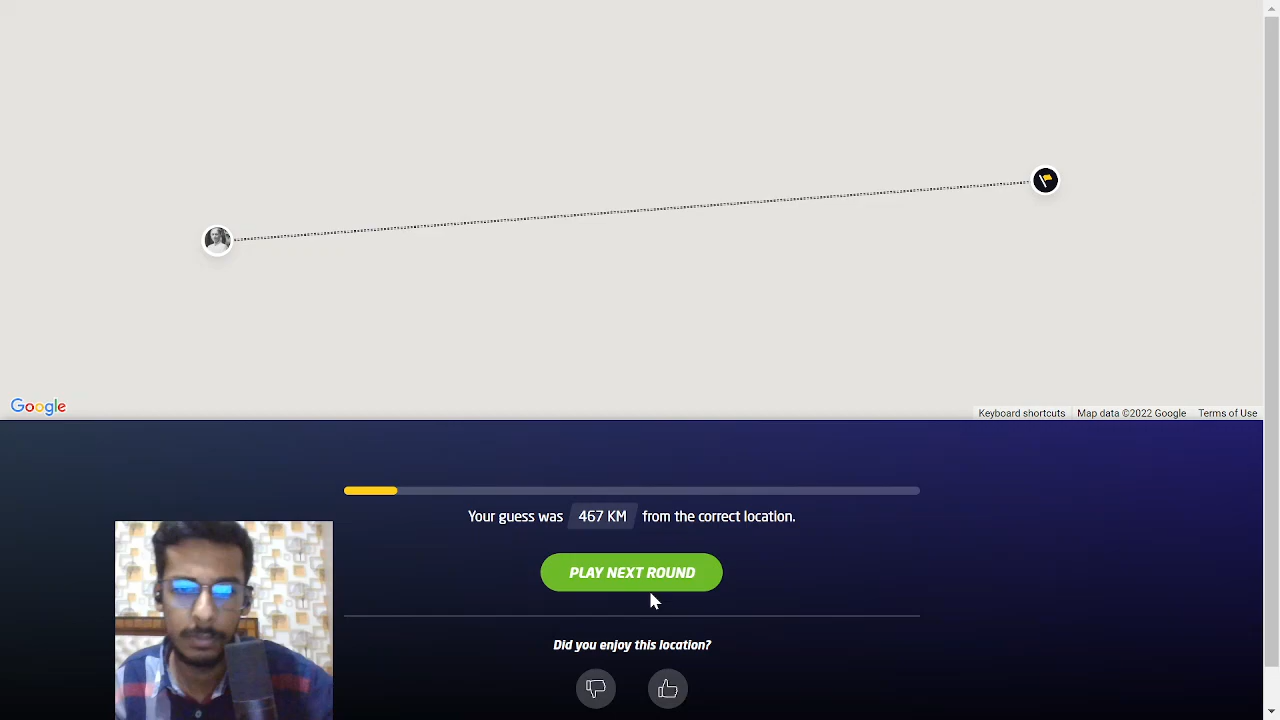 Google
Keyboard shortcuts
Map data ©2022 Google
Terms of Use
Your guess was 467 KM from the correct location.
PLAY NEXT ROUND
Did you enjoy this location?